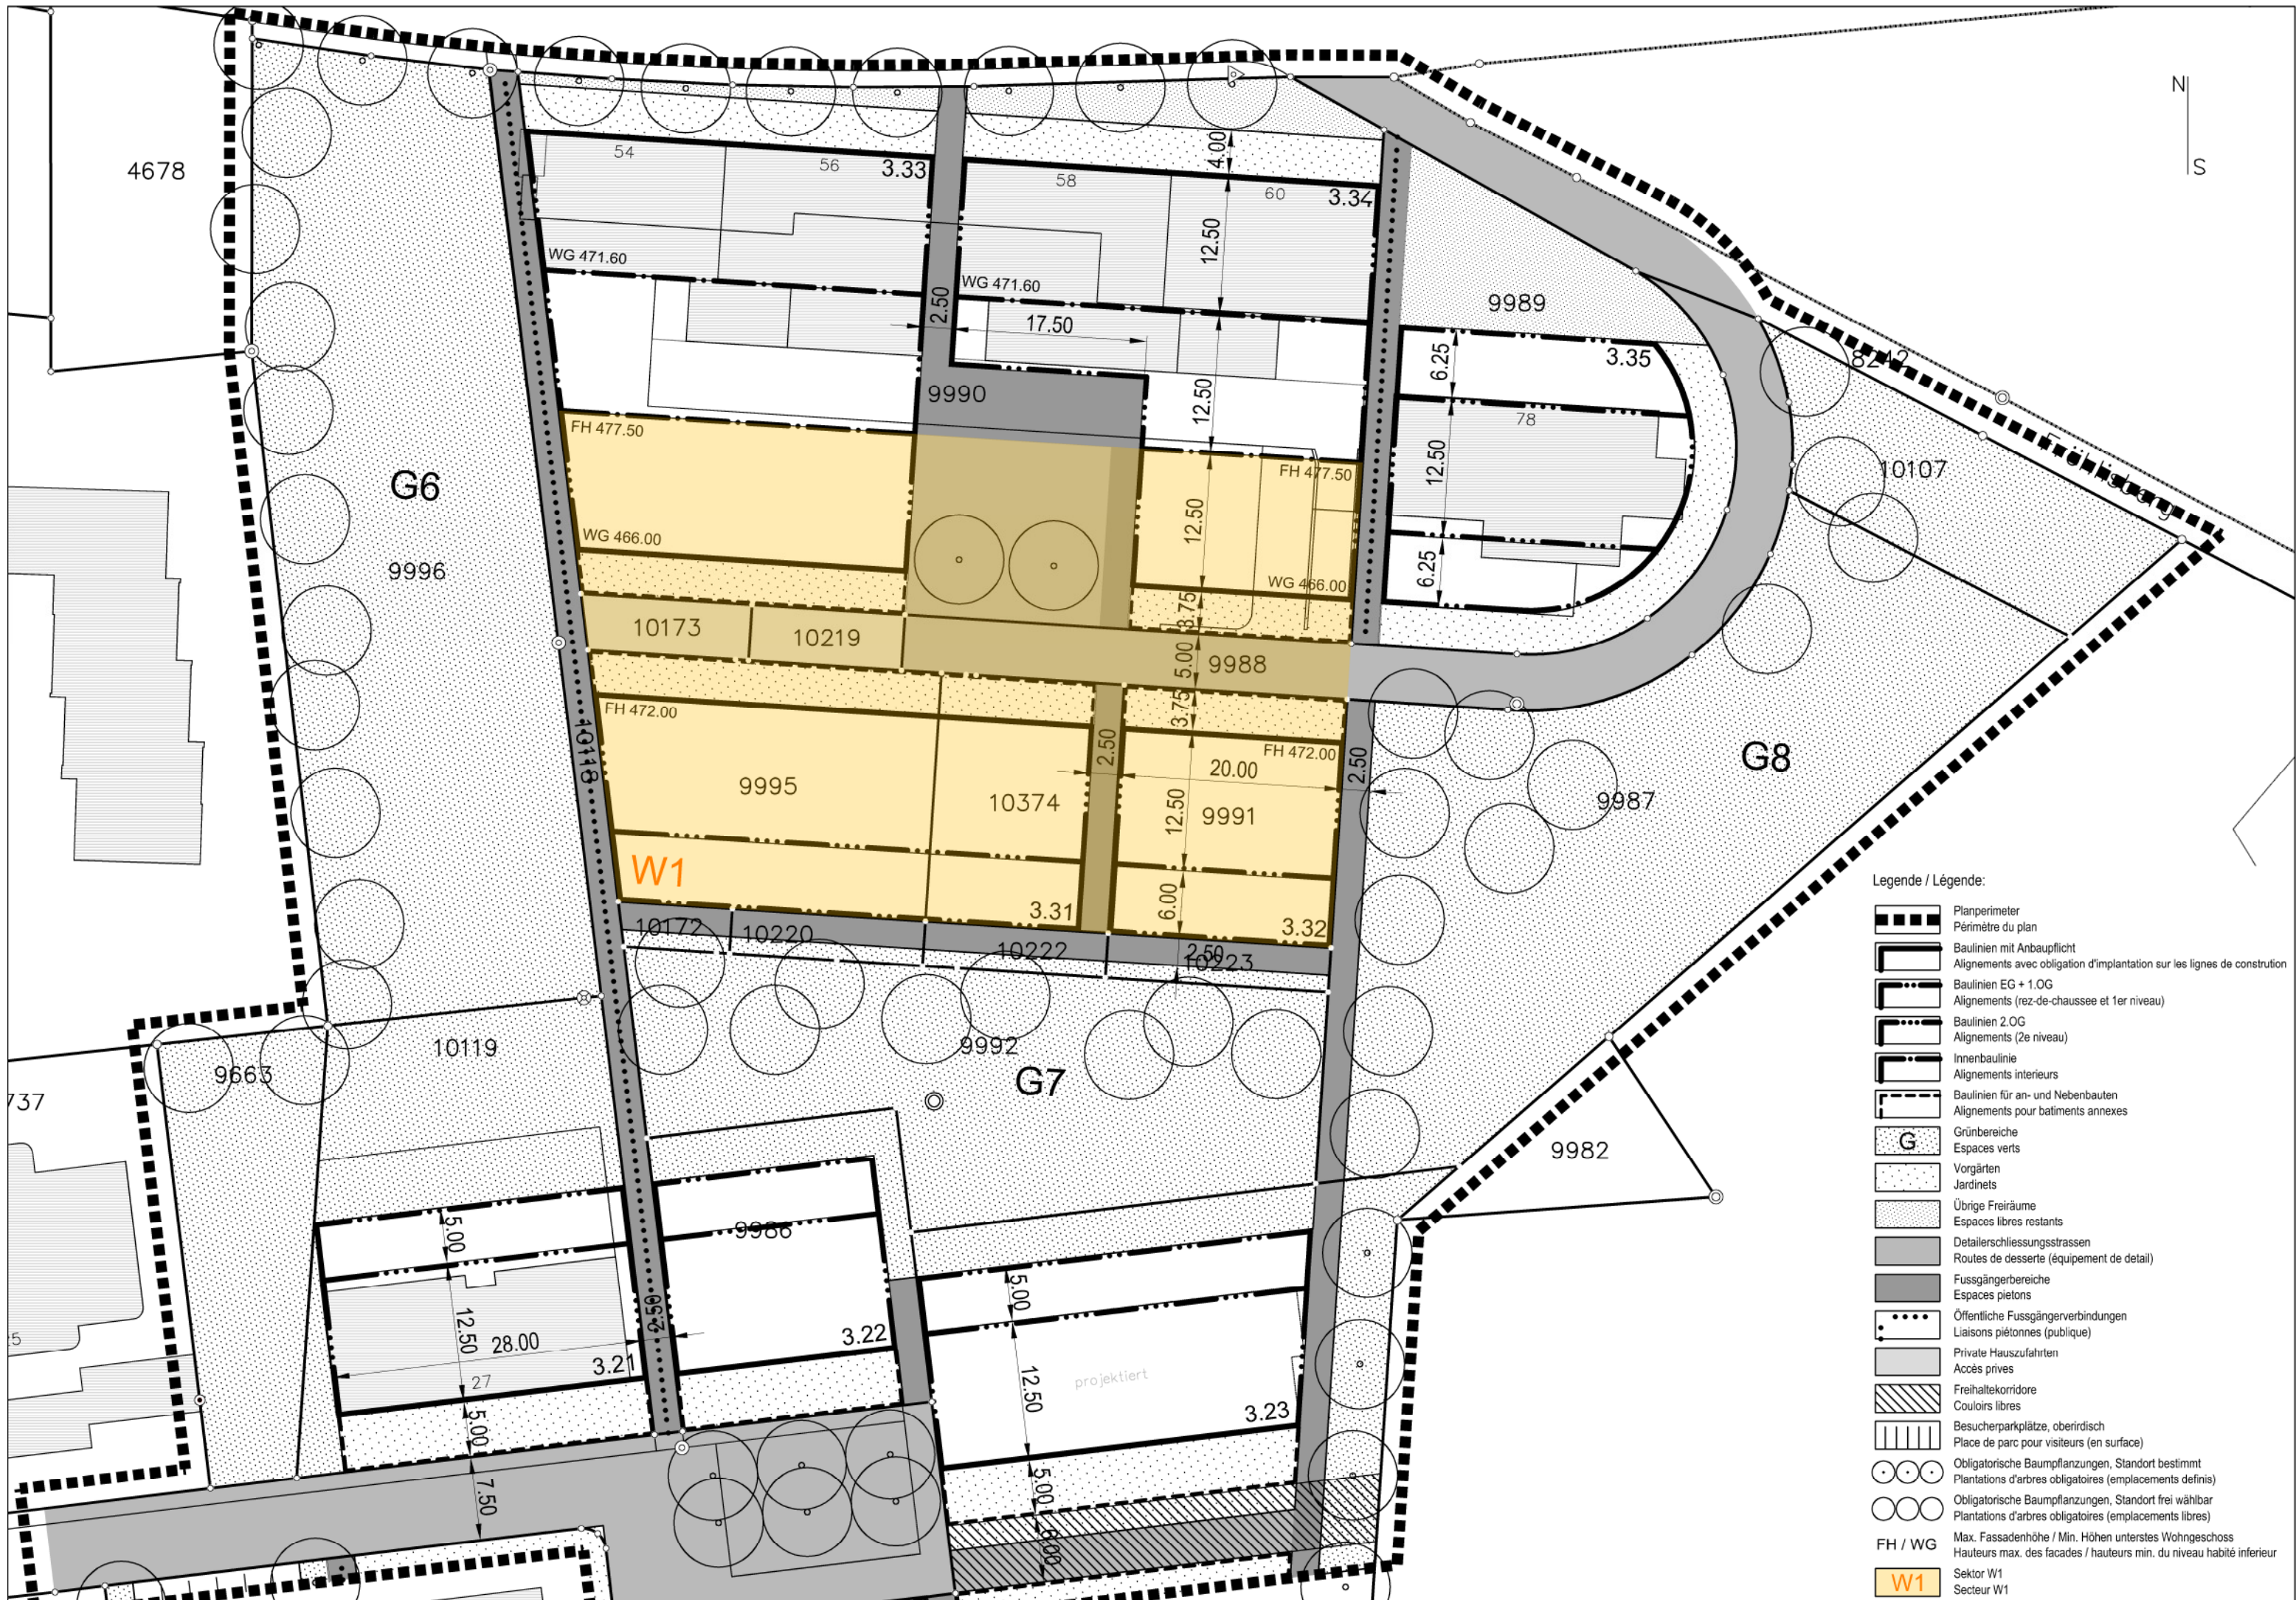 N
S
4678
54
56
3.33
58
60
3.34
4.00
12.50
WG 471.60
WG 471.60
2.50
17.50
9989
3.35
8242
6.25
9990
12.50
78
12.50
FH 477.50
FH 477.50
10107
G6
9996
12.50
WG 466.00
WG 466.00
6.25
3.75
10173
10219
5.00
9988
10118
FH 472.00
3.75
FH 472.00
2.50
20.00
2.50
G8
9995
10374
12.50
9991
9987
W1
3.31
6.00
3.32
10172
10220
10222
2.50
10223
9992
G7
10119
9663
737
9982
9986
5.00
12.50
28.00
2.50
3.21
3.22
27
5.00
7.50
5.00
12.50
projektiert
3.23
5.00
6.00
Legende / Légende:
Planperimeter
Périmètre du plan
Baulinien mit Anbaupflicht
Alignements avec obligation d'implantation sur les lignes de constrution
Baulinien EG + 1.OG
Alignements (rez-de-chaussee et 1er niveau)
Baulinien 2.OG
Alignements (2e niveau)
Innenbaulinie
Alignements interieurs
Baulinien für an- und Nebenbauten
Alignements pour batiments annexes
G
Grünbereiche
Espaces verts
Vorgärten
Jardinets
Übrige Freiräume
Espaces libres restants
Detailerschliessungsstrassen
Routes de desserte (équipement de detail)
Fussgängerbereiche
Espaces pietons
Öffentliche Fussgängerverbindungen
Liaisons piétonnes (publique)
Private Hauszufahrten
Accès prives
Freihaltekorridore
Couloirs libres
Besucherparkplätze, oberirdisch
Place de parc pour visiteurs (en surface)
Obligatorische Baumpflanzungen, Standort bestimmt
Plantations d'arbres obligatoires (emplacements definis)
Obligatorische Baumpflanzungen, Standort frei wählbar
Plantations d'arbres obligatoires (emplacements libres)
FH / WG
Max. Fassadenhöhe / Min. Höhen unterstes Wohngeschoss
Hauteurs max. des facades / hauteurs min. du niveau habité inferieur
W1
Sektor W1
Secteur W1